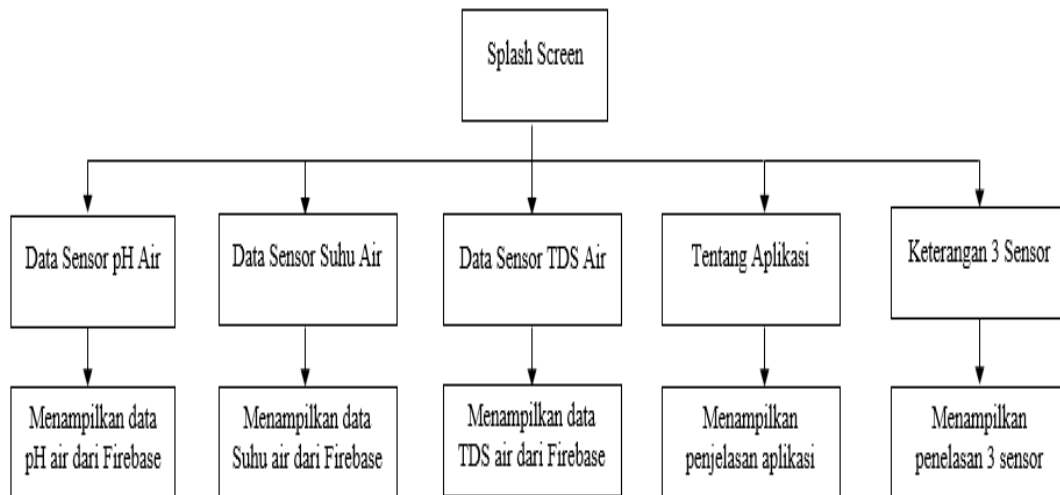 Splash Screen
Data Sensor pH Air
Data Sensor Suhu Air
Data Sensor TDS Air
Tentang Aplikasi
Keterangan 3 Sensor
Menampilkan data
pH air dari Firebase
Menampilkan data
Suhu air dari Firebase
Menampilkan data
TDS air dari Firebase
Menampilkan
penjelasan aplikasi
Menampilkan
penelasan 3 sensor